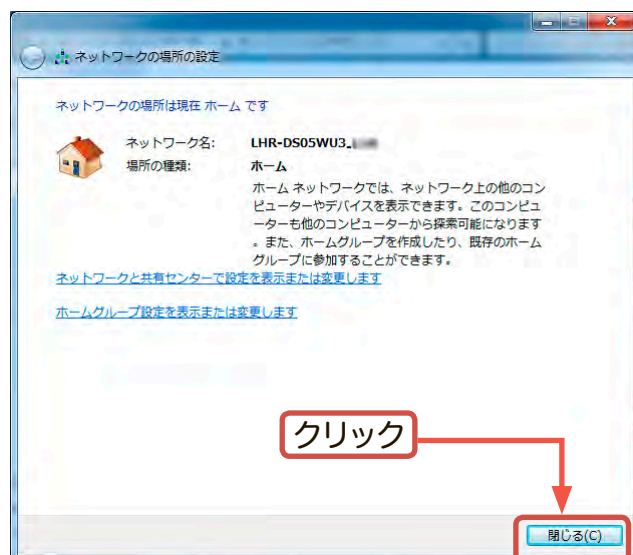 ネットワークの場所の設定
ネットワークの場所は現在 ホーム です
ネットワーク名: LHR-DS05WU3_
場所の種類: ホーム
ホーム ネットワークでは、ネットワーク上の他のコン
ピューターやデバイスを表示できます。このコンピュ
ーターも他のコンピューターから探索可能になります
。また、ホームグループを作成したり、既存のホーム
グループに参加することができます。
ネットワークと共有センターで設定を表示または変更します
ホームグループ設定を表示または変更します
クリック
閉じる(C)